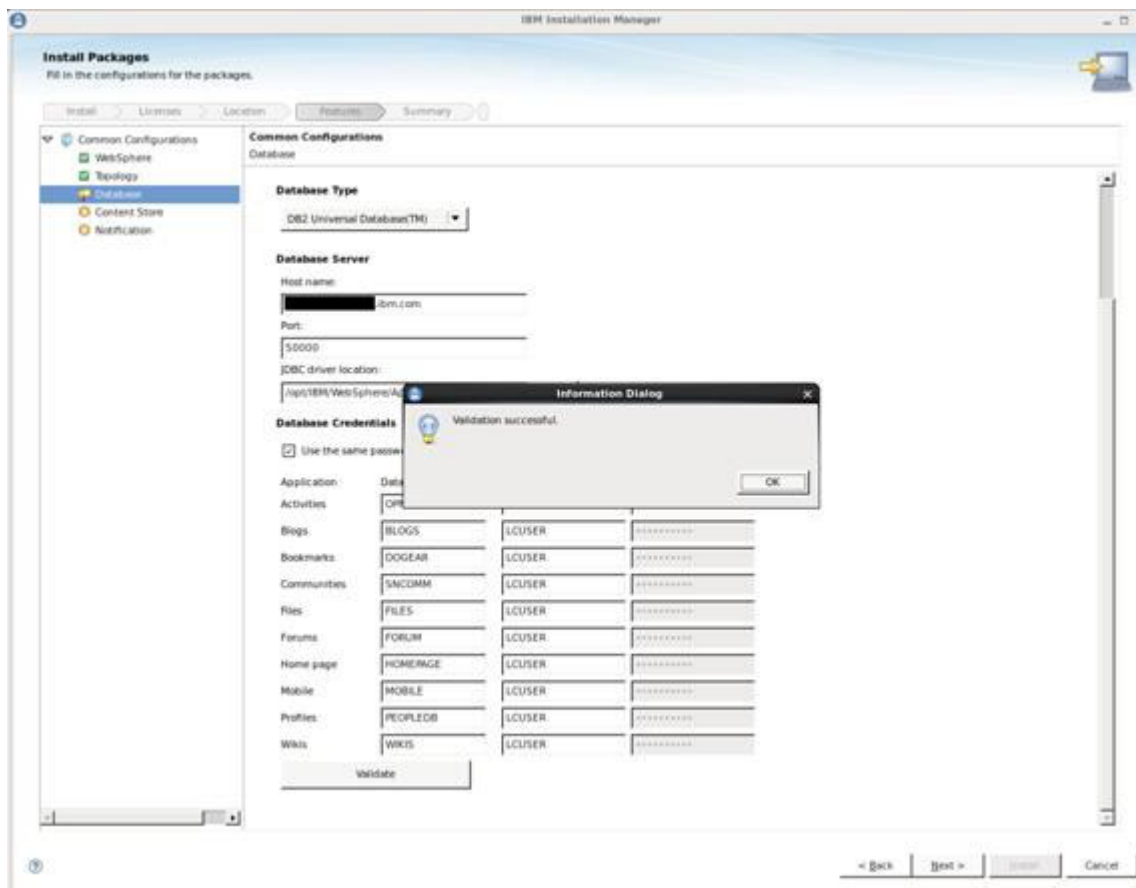 IBM Installation Manager
Install Packages
Fill in the configurations for the packages.
Install Licenses Location Features Summary
Common Configurations
WebSphere
Topology
Database
Content Store
Notification
Common Configurations
Database
Database Type
DB2 Universal Database(TM)
Database Server
Host name:
.ibm.com
Port:
50000
JDBC driver location:
/opt/IBM/WebSphere/
Information Dialog
Validation successful.
OK
Database Credentials
Use the same
Application
Activities
Blogs BLOGS LCUSER
Bookmarks DOGEAR LCUSER
Communities SNCOMM LCUSER
Files FILES LCUSER
Forums FORUM LCUSER
Home page HOMEPAGE LCUSER
Mobile MOBILE LCUSER
Profiles PEOPLEDB LCUSER
Wikis WIKIS LCUSER
Validate
< Back Next > Install Cancel